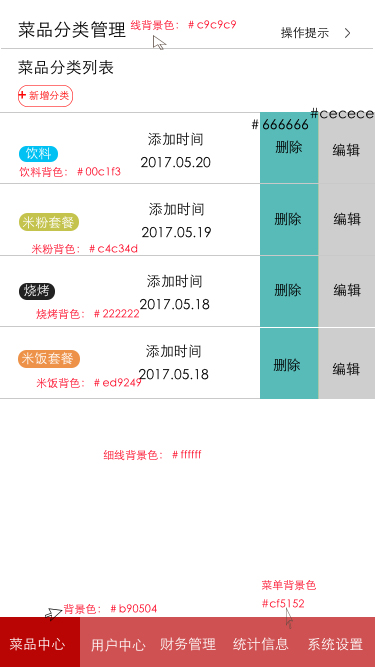 菜品分类管理
线背景色: #c9c9c9
操作提示 >
菜品分类列表
+新增分类
#666666
#cecece
饮料
饮料背色: #00c1f3
添加时间
2017.05.20
删除
编辑
米粉套餐
米粉背色: #c4c34d
添加时间
2017.05.19
删除
编辑
烧烤
烧烤背色: #222222
添加时间
2017.05.18
删除
编辑
米饭套餐
米饭背色: #ed9249
添加时间
2017.05.18
删除
编辑
细线背景色: #ffffff
背景色: #b90504
菜单背景色
#cf5152
菜品中心
用户中心
财务管理
统计信息
系统设置